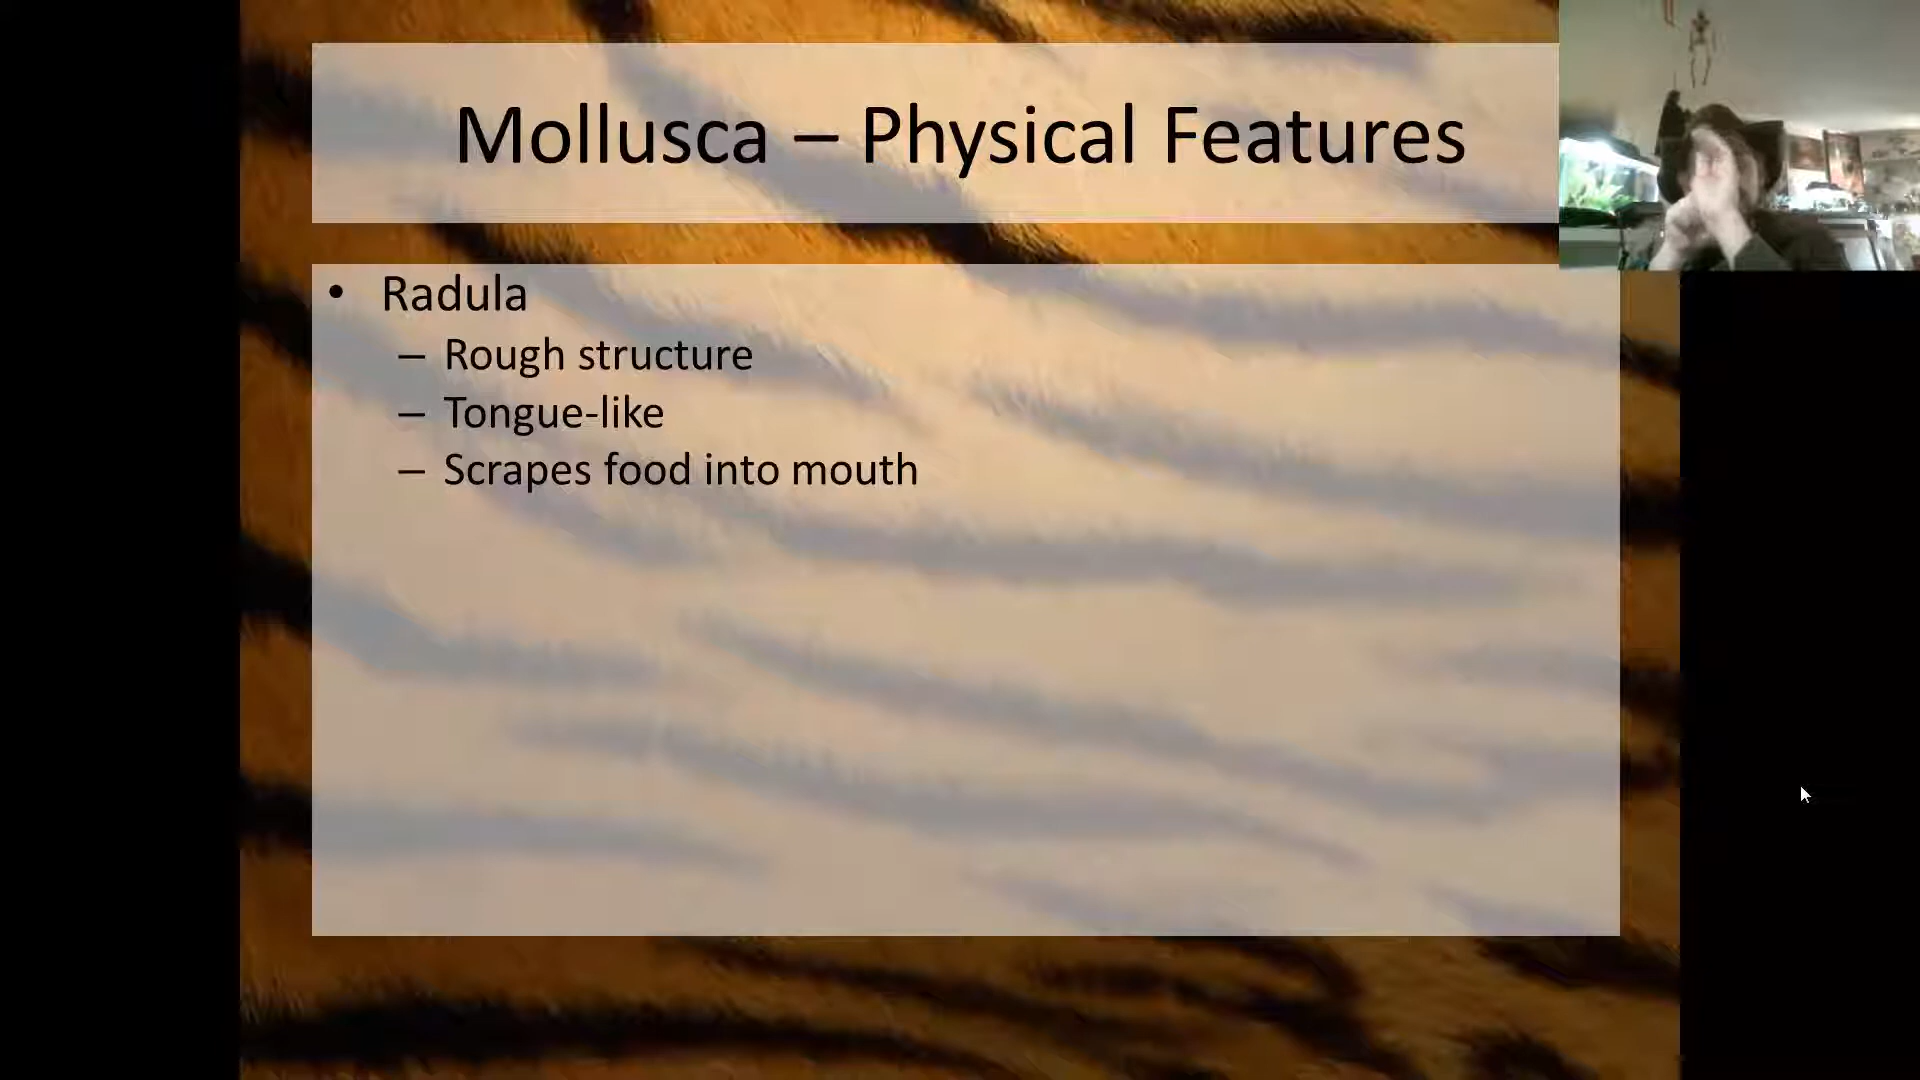 Mollusca – Physical Features
• Radula
– Rough structure
– Tongue-like
– Scrapes food into mouth